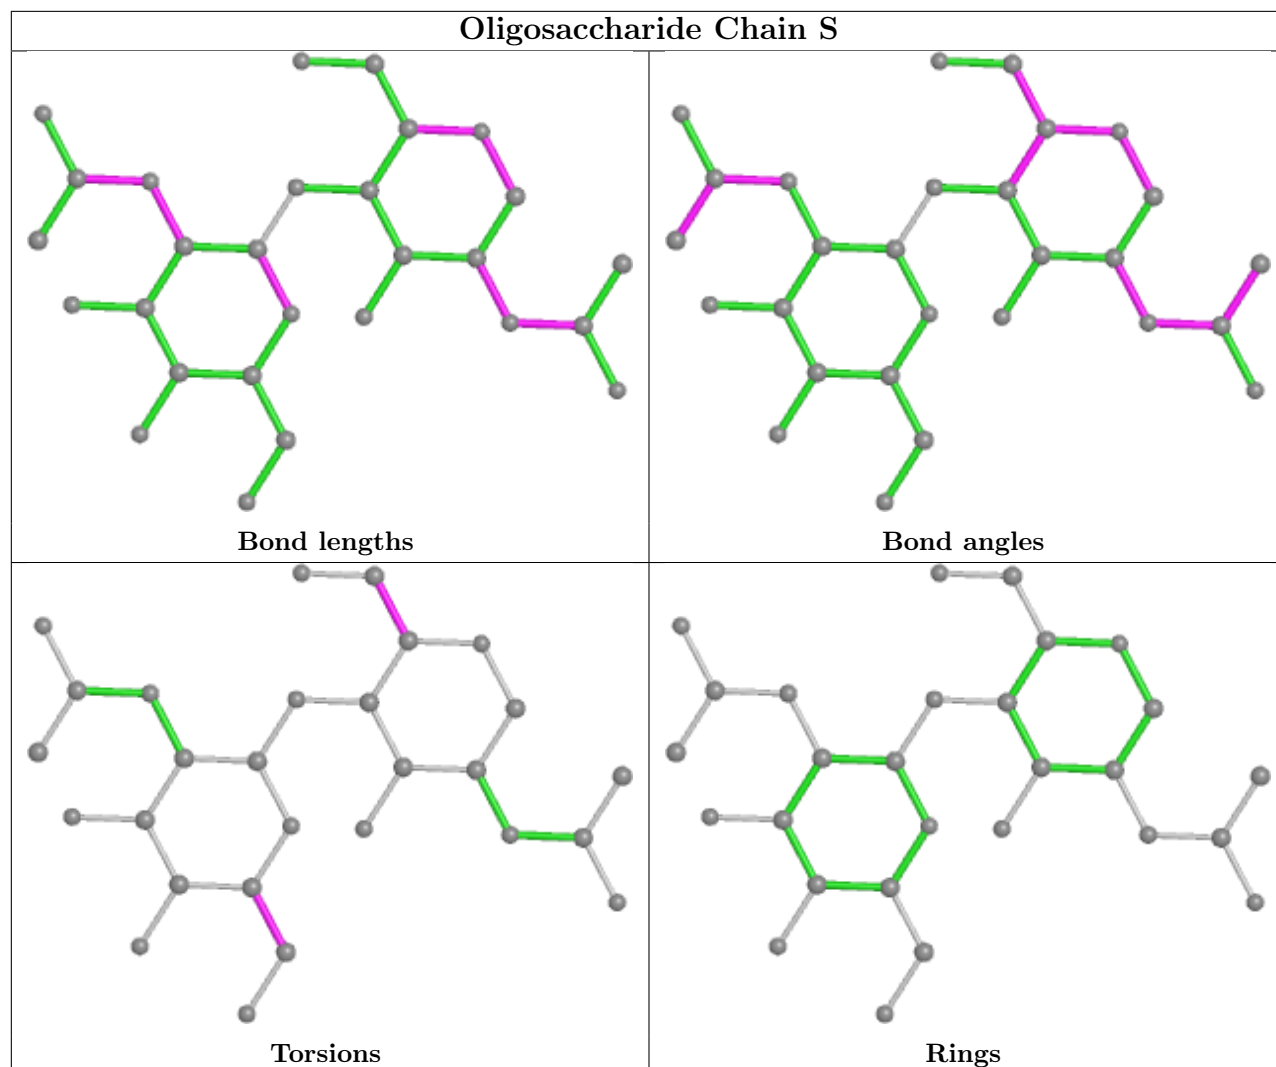 Oligosaccharide Chain S
Bond lengths
Bond angles
Torsions
Rings